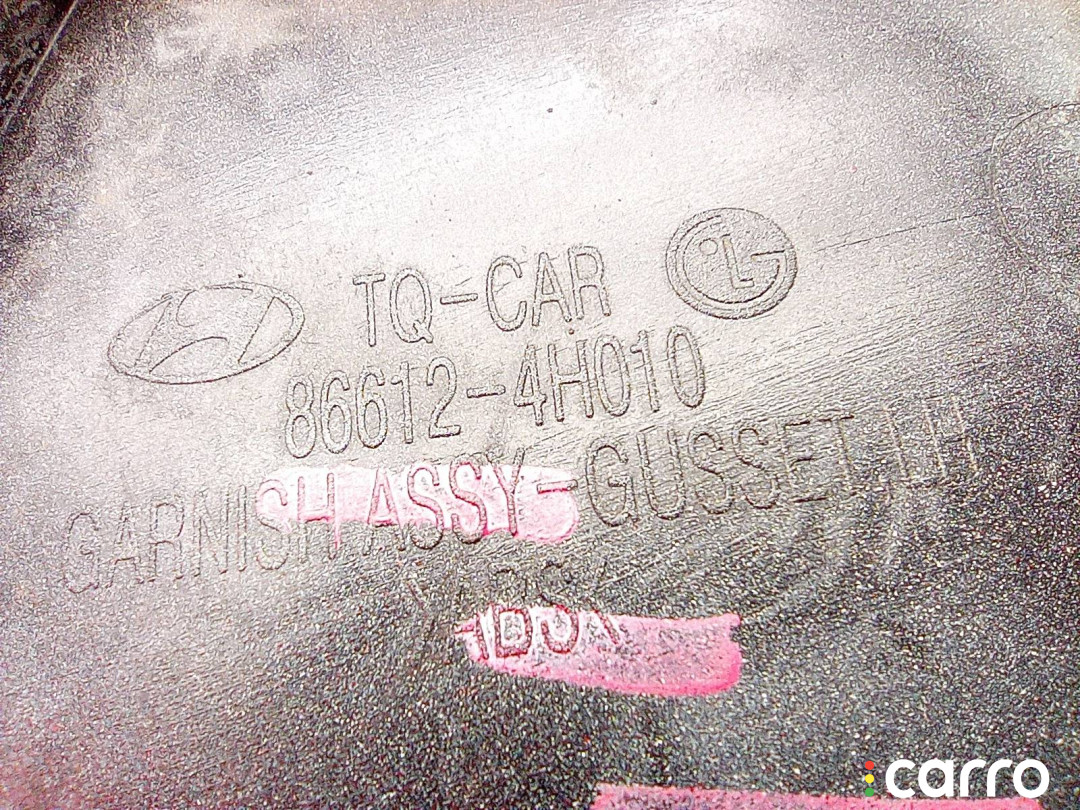 TQ-CAR
86612-4H010
GARNISH ASSY-GUSSET LH
carro